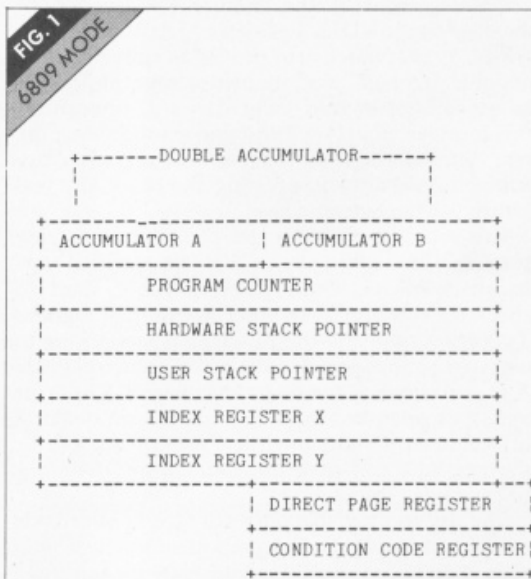 FIG. 1
6809 MODE
DOUBLE ACCUMULATOR
ACCUMULATOR A ACCUMULATOR B
PROGRAM COUNTER
HARDWARE STACK POINTER
USER STACK POINTER
INDEX REGISTER X
INDEX REGISTER Y
DIRECT PAGE REGISTER
CONDITION CODE REGISTER